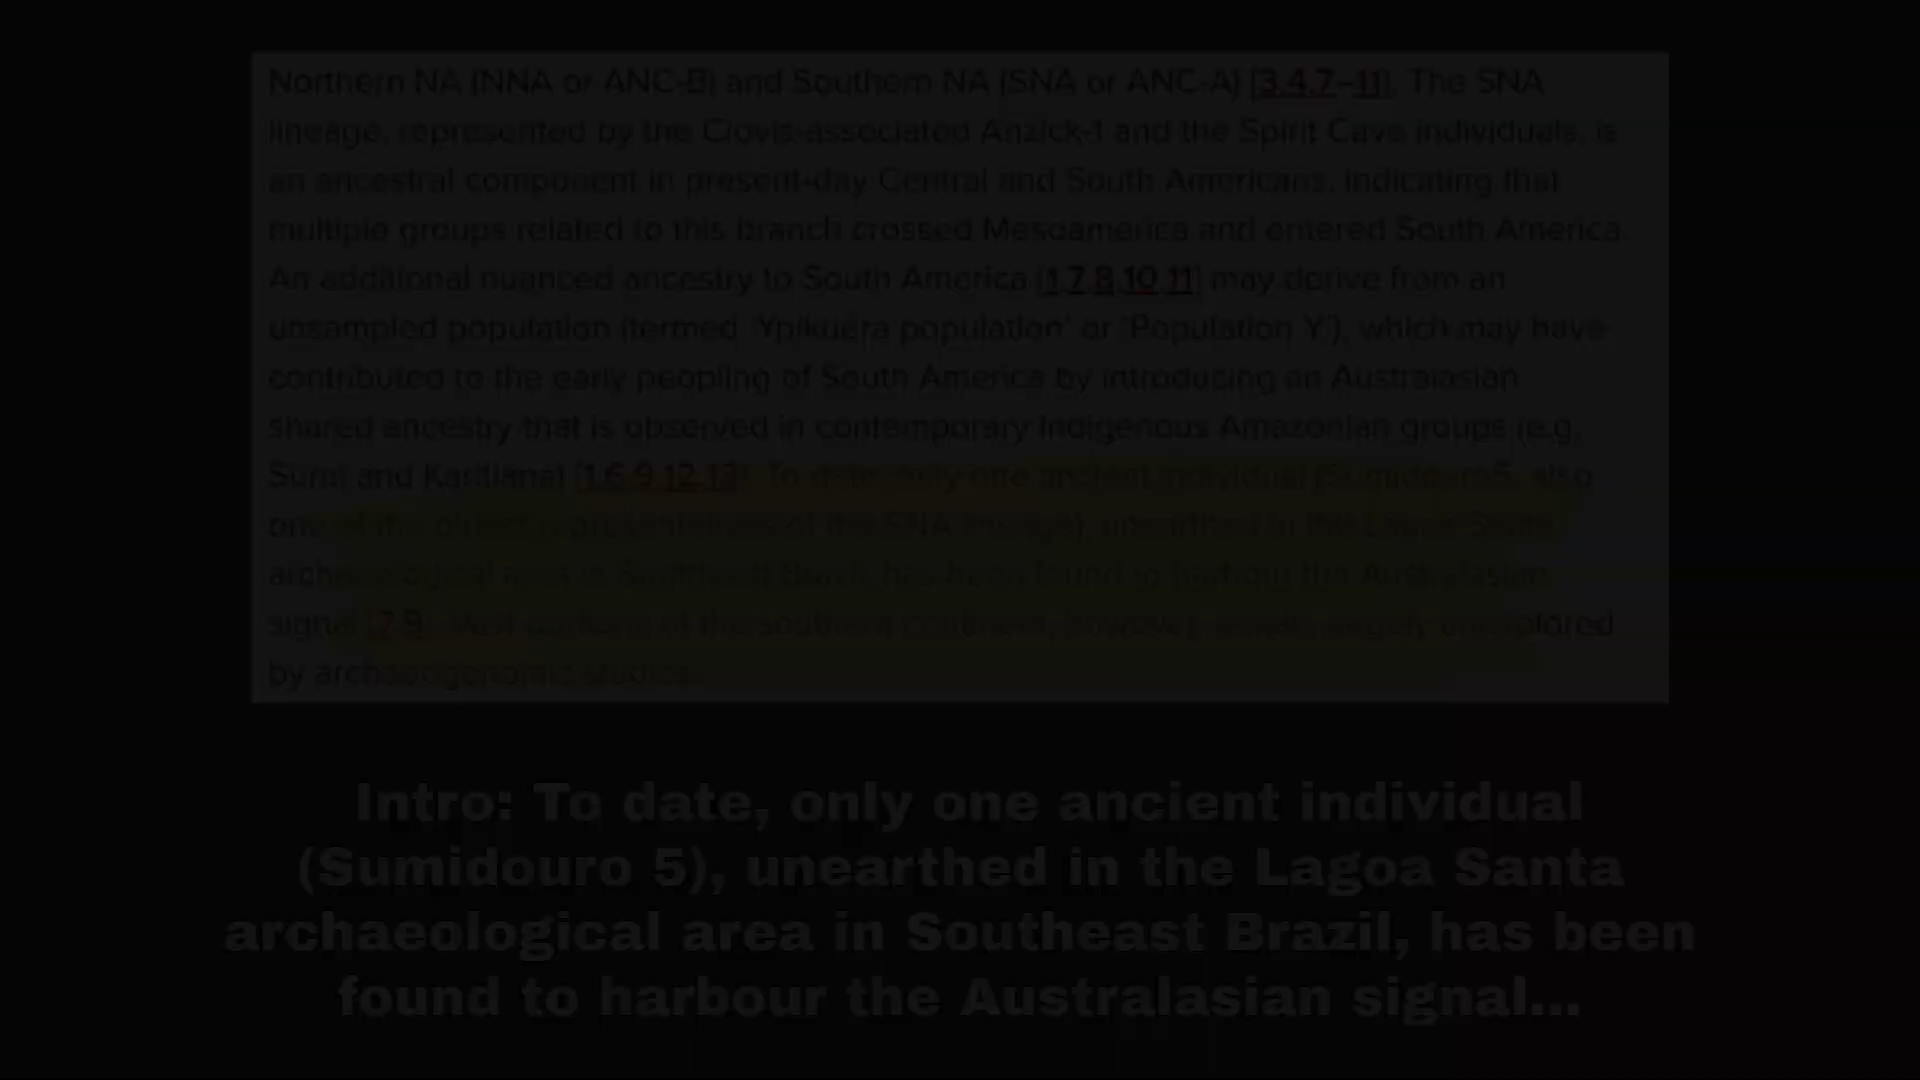 Northern NA (NNA or ANC-B) and Southern NA (SNA or ANC-A) [3,4,7–11]. The SNA
lineage, represented by the Clovis-associated Anzick-1 and the Spirit Cave individuals, is
an ancestral component in present-day Central and South Americans, indicating that
multiple groups related to this branch crossed Mesoamerica and entered South America.
An additional nuanced ancestry to South America [1,7,8,10,11] may derive from an
unsampled population (termed 'Ypikuéra population' or 'Population Y'), which may have
contributed to the early peopling of South America by introducing an Australasian
shared ancestry that is observed in contemporary Indigenous Amazonian groups (e.g.
Suruí and Karitiana) [1,6,9,12,13]. To date, only one ancient individual (Sumidouro5, also
one of the oldest representatives of the SNA lineage), unearthed in the Lagoa Santa
archaeological area in Southeast Brazil, has been found to harbour the Australasian
signal [7,9]. Vast portions of the southern continent, however, remain largely unexplored
by archaeogenomic studies.
Intro: To date, only one ancient individual
(Sumidouro 5), unearthed in the Lagoa Santa
archaeological area in Southeast Brazil, has been
found to harbour the Australasian signal...